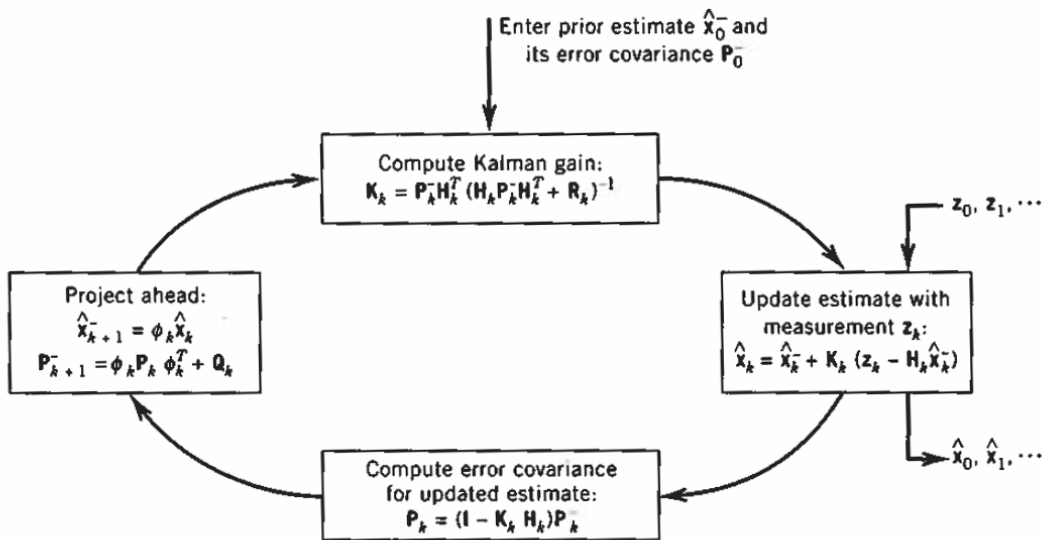 Enter prior estimate x̂₀⁻ and
its error covariance P₀⁻
Compute Kalman gain:
Kₖ = Pₖ⁻Hₖᵀ (HₖPₖ⁻Hₖᵀ + Rₖ)⁻¹
z₀, z₁, ⋯
Project ahead:
x̂⁻ₖ₊₁ = ϕₖx̂ₖ
P⁻ₖ₊₁ = ϕₖPₖ ϕₖᵀ + Qₖ
Update estimate with
measurement zₖ:
x̂ₖ = x̂ₖ⁻ + Kₖ (zₖ − Hₖx̂ₖ⁻)
x̂₀, x̂₁, ⋯
Compute error covariance
for updated estimate:
Pₖ = (I − Kₖ Hₖ)Pₖ⁻